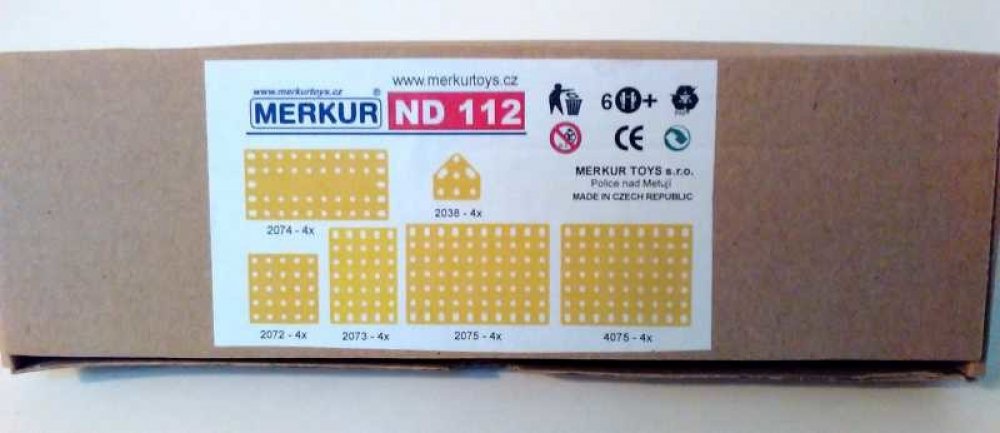 www.merkurtoys.cz
www.merkurtoys.cz
MERKUR® ND 112
6 +
CE
MERKUR TOYS s.r.o.
Police nad Metují
MADE IN CZECH REPUBLIC
2074 - 4x
2038 - 4x
2072 - 4x
2073 - 4x
2075 - 4x
4075 - 4x